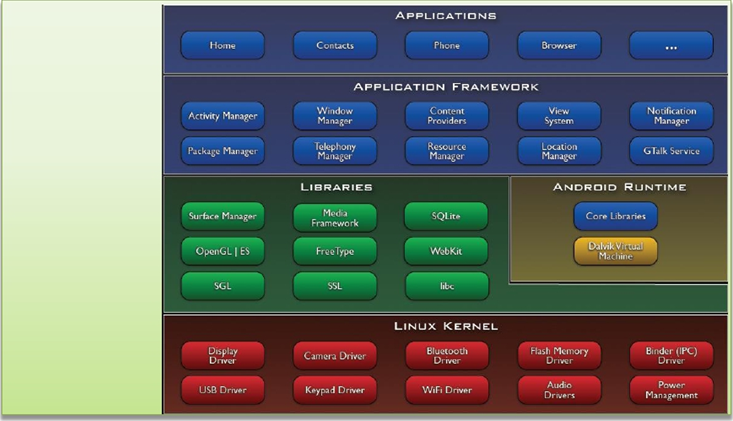 APPLICATIONS
Home
Contacts
Phone
Browser
...
APPLICATION FRAMEWORK
Activity Manager
Window
Manager
Content
Providers
View
System
Notification
Manager
Package Manager
Telephony
Manager
Resource
Manager
Location
Manager
GTalk Service
LIBRARIES
Surface Manager
Media
Framework
SQLite
OpenGL | ES
FreeType
WebKit
SGL
SSL
libc
ANDROID RUNTIME
Core Libraries
Dalvik Virtual
Machine
LINUX KERNEL
Display
Driver
Camera Driver
Bluetooth
Driver
Flash Memory
Driver
Binder (IPC)
Driver
USB Driver
Keypad Driver
WiFi Driver
Audio
Drivers
Power
Management